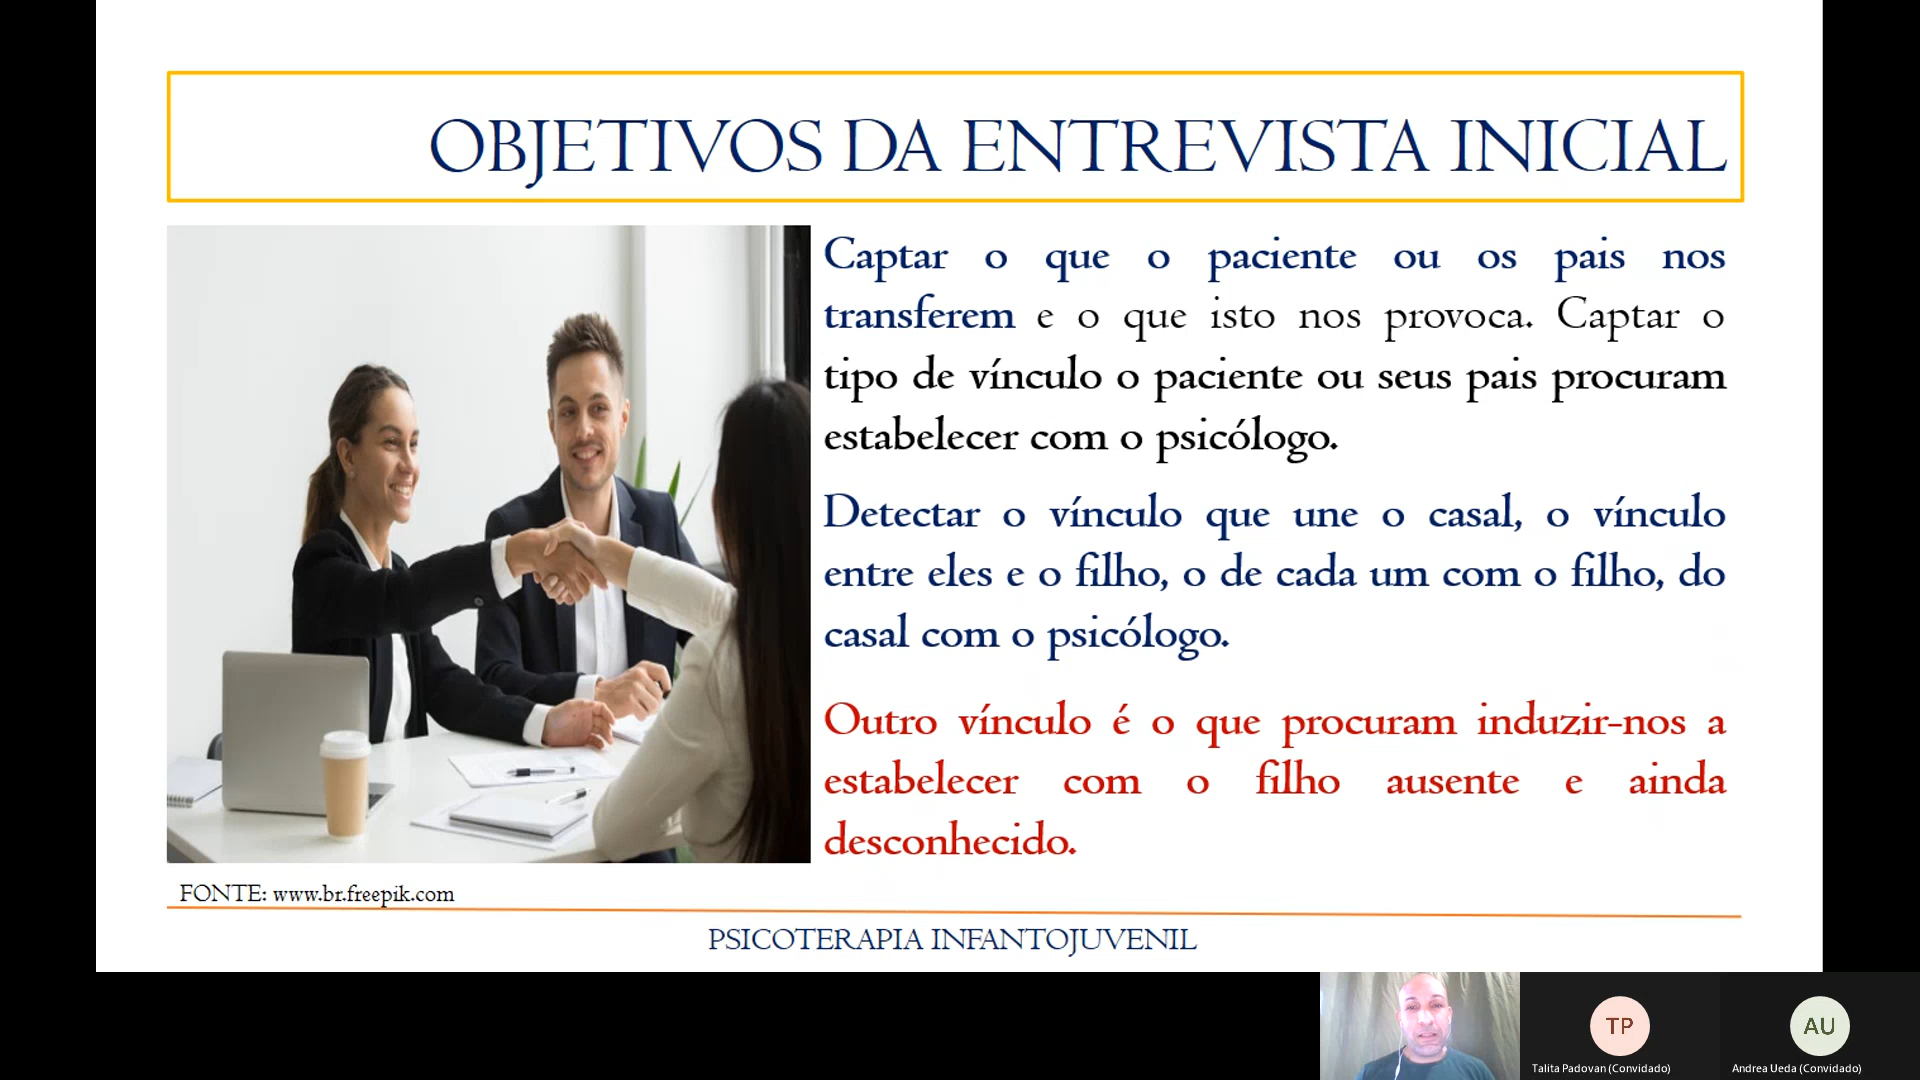 OBJETIVOS DA ENTREVISTA INICIAL
Captar o que o paciente ou os pais nos
transferem e o que isto nos provoca. Captar o
tipo de vínculo o paciente ou seus pais procuram
estabelecer com o psicólogo.
Detectar o vínculo que une o casal, o vínculo
entre eles e o filho, o de cada um com o filho, do
casal com o psicólogo.
Outro vínculo é o que procuram induzir-nos a
estabelecer com o filho ausente e ainda
desconhecido.
FONTE: www.br.freepik.com
PSICOTERAPIA INFANTOJUVENIL
TP
AU
Talita Padovan (Convidado)
Andrea Ueda (Convidado)